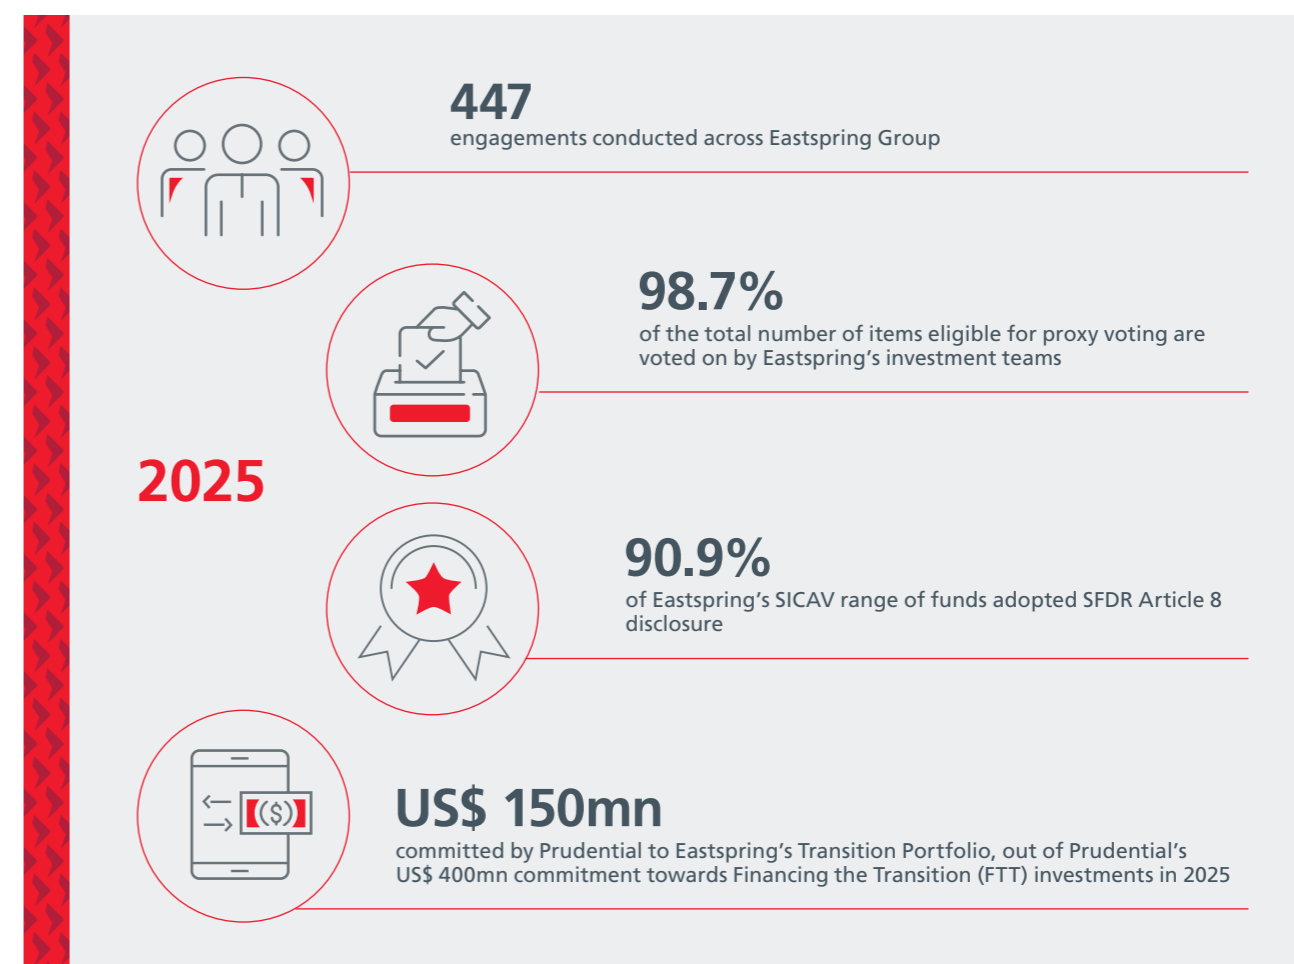 447
engagements conducted across Eastspring Group
98.7%
of the total number of items eligible for proxy voting are
voted on by Eastspring’s investment teams
2025
90.9%
of Eastspring’s SICAV range of funds adopted SFDR Article 8
disclosure
($)
US$ 150mn
committed by Prudential to Eastspring’s Transition Portfolio, out of Prudential’s
US$ 400mn commitment towards Financing the Transition (FTT) investments in 2025